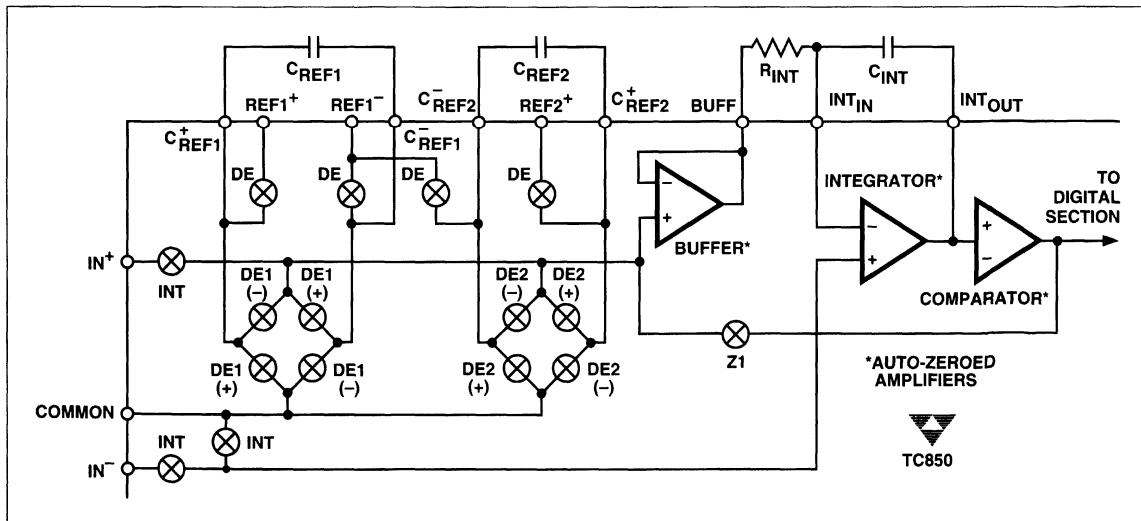 CREF1
CREF2
RINT
CINT
REF1+
REF1−
C−REF2
REF2+
C+REF2
BUFF
INTIN
INTOUT
C+REF1
C−REF1
DE
DE
DE
DE
−
+
BUFFER*
INTEGRATOR*
−
+
+
−
COMPARATOR*
TO
DIGITAL
SECTION
IN+
INT
DE1
(−)
DE1
(+)
DE2
(−)
DE2
(+)
DE1
(+)
DE1
(−)
DE2
(+)
DE2
(−)
Z1
*AUTO-ZEROED
AMPLIFIERS
COMMON
INT
INT
IN−
TC850